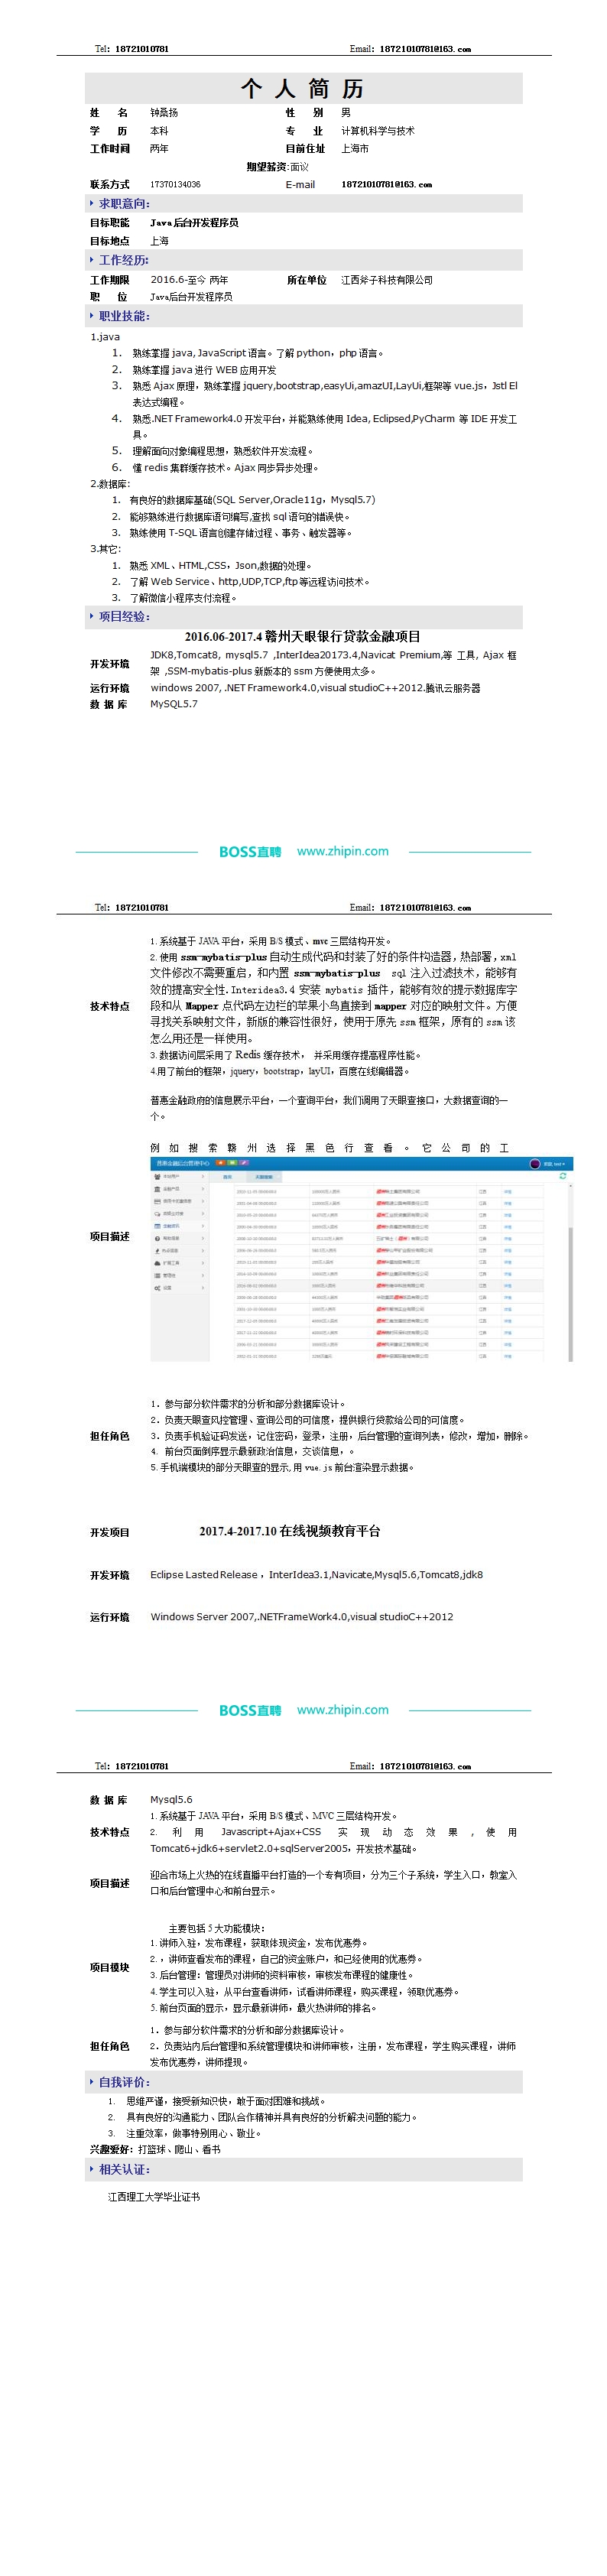 Tel: 18721010781 Email: 18721010781@163.com
个 人 简 历
姓 名 钟桑扬 性 别 男
学 历 本科 专 业 计算机科学与技术
工作时间 两年 目前住址 上海市
期望薪资:面议
联系方式 17370134036 E-mail 18721010781@163.com
求职意向:
目标职能 Java 后台开发程序员
目标地点 上海
工作经历:
工作期限 2016.6-至今 两年 所在单位 江西斧子科技有限公司
职 位 Java后台开发程序员
职业技能:
1.java
1. 熟练掌握 java, JavaScript 语言。了解 python，php 语言。
2. 熟练掌握 java 进行 WEB 应用开发
3. 熟悉 Ajax 原理，熟练掌握 jquery,bootstrap,easyUi,amazUI,LayUi,框架等 vue.js，Jstl El
表达式编程。
4. 熟悉.NET Framework4.0 开发平台，并能熟练使用 Idea, Eclipsed,PyCharm 等 IDE 开发工
具。
5. 理解面向对象编程思想，熟悉软件开发流程。
6. 懂 redis 集群缓存技术。Ajax 同步异步处理。
2.数据库:
1. 有良好的数据库基础(SQL Server,Oracle11g，Mysql5.7)
2. 能够熟练进行数据库语句编写,查找 sql 语句的错误快。
3. 熟练使用 T-SQL 语言创建存储过程、事务、触发器等。
3.其它:
1. 熟悉 XML、HTML,CSS，Json,数据的处理。
2. 了解 Web Service、http,UDP,TCP,ftp 等远程访问技术。
3. 了解微信小程序支付流程。
项目经验:
2016.06-2017.4 赣州天眼银行贷款金融项目
开发环境 JDK8,Tomcat8, mysql5.7 ,InterIdea20173.4,Navicat Premium,等 工具, Ajax 框
架 ,SSM-mybatis-plus 新版本的 ssm 方便使用太多。
运行环境 windows 2007, .NET Framework4.0,visual studioC++2012.腾讯云服务器
数 据 库 MySQL5.7
BOSS直聘 www.zhipin.com
Tel: 18721010781 Email: 18721010781@163.com
技术特点
1. 系统基于 JAVA 平台，采用 B/S 模式、mvc 三层结构开发。
2. 使用 ssm-mybatis-plus 自动生成代码和封装了好的条件构造器，热部署，xml
文件修改不需要重启，和内置 ssm-mybatis-plus sql 注入过滤技术，能够有
效的提高安全性. Interidea3.4 安装 mybatis 插件，能够有效的提示数据库字
段和从 Mapper 点代码左边栏的苹果小鸟直接到 mapper 对应的映射文件。方便
寻找关系映射文件，新版的兼容性很好，使用于原先 ssm 框架，原有的 ssm 该
怎么用还是一样使用。
3. 数据访问层采用了 Redis 缓存技术， 并采用缓存提高程序性能。
4.用了前台的框架，jquery，bootstrap，layUI，百度在线编辑器。
项目描述
普惠金融政府的信息展示平台，一个查询平台，我们调用了天眼查接口，大数据查询的一
个。
例 如 搜 索 赣 州 选 择 黑 色 行 查 看 。 它 公 司 的 工
普惠金融后台管理中心
担任角色
1. 参与部分软件需求的分析和部分数据库设计。
2. 负责天眼查风控管理、查询公司的可信度，提供银行贷款给公司的可信度。
3. 负责手机验证码发送，记住密码，登录，注册，后台管理的查询列表，修改，增加，删除。
4. 前台页面倒序显示最新政治信息，交谈信息，。
5. 手机端模块的部分天眼查的显示,用 vue.js 前台渲染显示数据。
开发项目 2017.4-2017.10 在线视频教育平台
开发环境 Eclipse Lasted Release，InterIdea3.1,Navicate,Mysql5.6,Tomcat8,jdk8
运行环境 Windows Server 2007,.NETFrameWork4.0,visual studioC++2012
BOSS直聘 www.zhipin.com
Tel: 18721010781 Email: 18721010781@163.com
数 据 库 Mysql5.6
技术特点
1. 系统基于 JAVA 平台，采用 B/S 模式、MVC 三层结构开发。
2. 利 用 Javascript+Ajax+CSS 实 现 动 态 效 果 , 使 用
Tomcat6+jdk6+servlet2.0+sqlServer2005，开发技术基础。
项目描述 迎合市场上火热的在线直播平台打造的一个专有项目，分为三个子系统，学生入口，教室入
口和后台管理中心和前台显示。
项目模块
主要包括 5 大功能模块：
1. 讲师入驻，发布课程，获取体现资金，发布优惠券。
2. ，讲师查看发布的课程，自己的资金账户，和已经使用的优惠券。
3. 后台管理：管理员对讲师的资料审核，审核发布课程的健康性。
4. 学生可以入驻，从平台查看讲师，试看讲师课程，购买课程，领取优惠券。
5. 前台页面的显示，显示最新讲师，最火热讲师的排名。
担任角色
1. 参与部分软件需求的分析和部分数据库设计。
2. 负责站内后台管理和系统管理模块和讲师审核，注册，发布课程，学生购买课程，讲师
发布优惠券，讲师提现。
自我评价:
1. 思维严谨，接受新知识快，敢于面对困难和挑战。
2. 具有良好的沟通能力、团队合作精神并具有良好的分析解决问题的能力。
3. 注重效率，做事特别用心、敬业。
兴趣爱好: 打篮球、爬山、看书
相关认证:
江西理工大学毕业证书